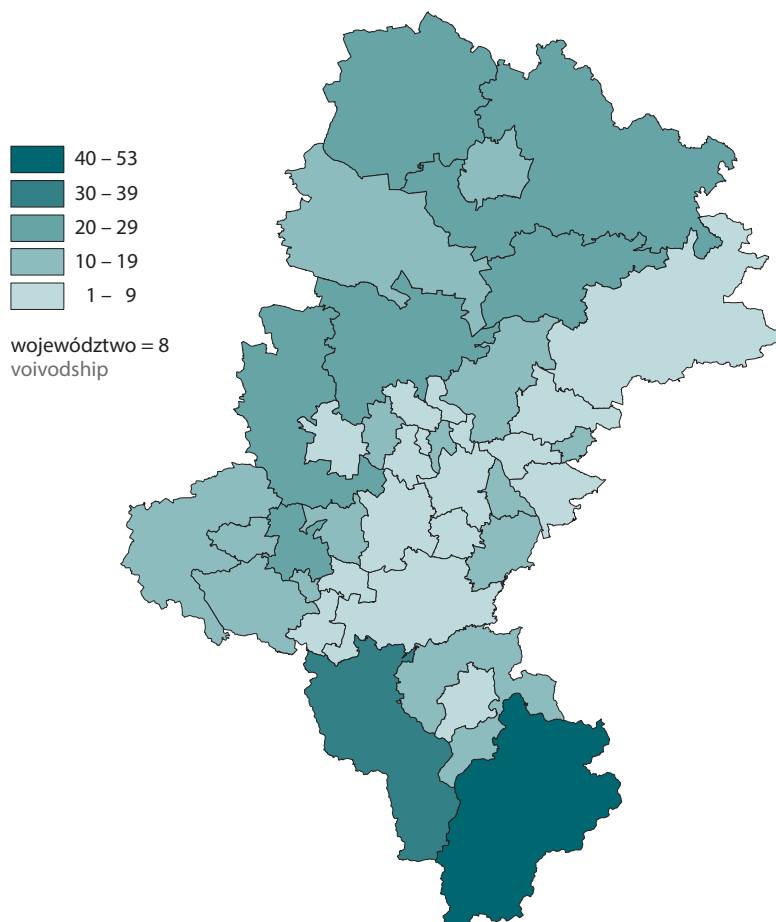 40 – 53
30 – 39
20 – 29
10 – 19
1 – 9
województwo = 8
voivodship